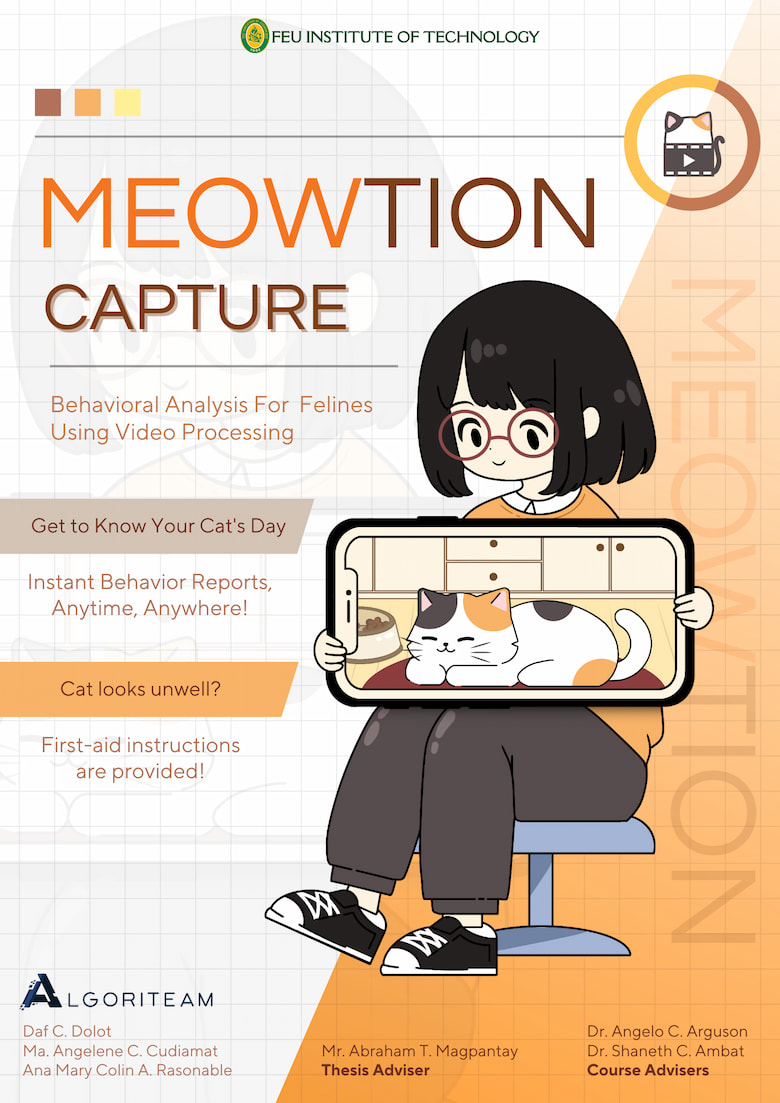 FEU INSTITUTE OF TECHNOLOGY
MEOWTION
CAPTURE
Behavioral Analysis For Felines
Using Video Processing
Get to Know Your Cat's Day
Instant Behavior Reports,
Anytime, Anywhere!
Cat looks unwell?
First-aid instructions
are provided!
MEOWTION
ALGORITEAM
Daf C. Dolot
Ma. Angelene C. Cudiamat
Ana Mary Colin A. Rasonable
Mr. Abraham T. Magpantay
Thesis Adviser
Dr. Angelo C. Arguson
Dr. Shaneth C. Ambat
Course Advisers